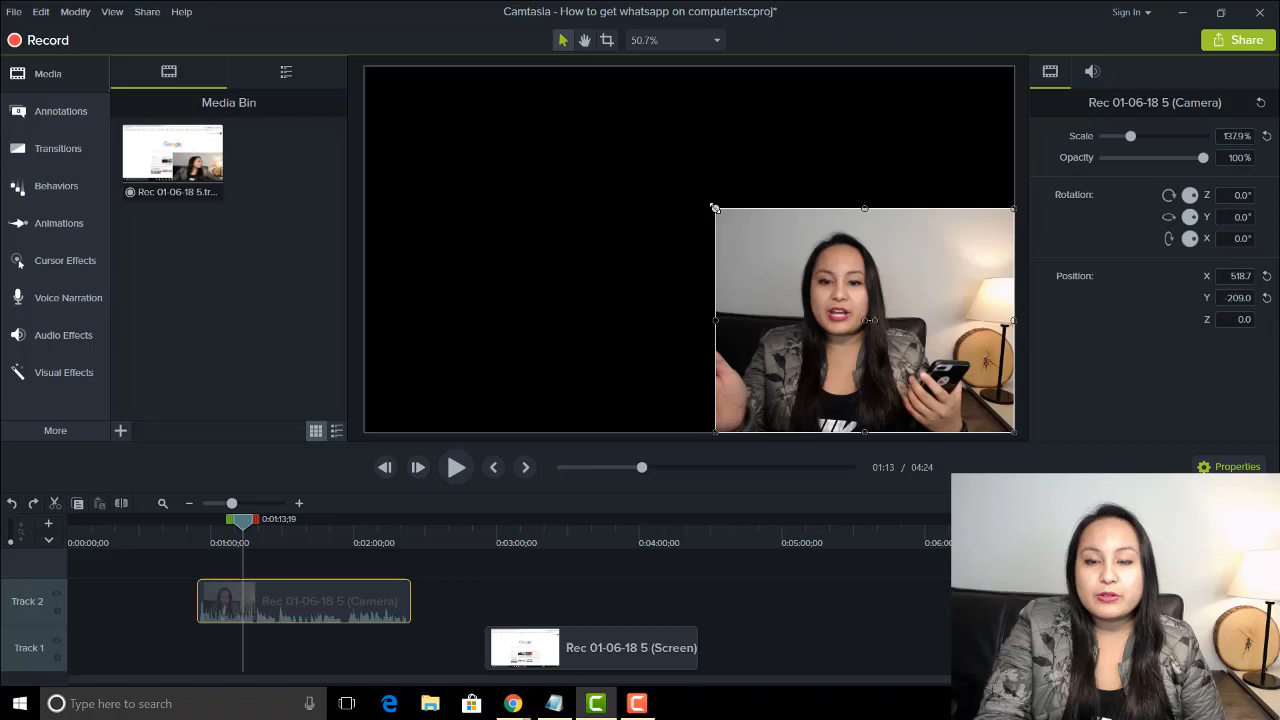 File Edit Modify View Share Help
Camtasia - How to get whatsapp on computer.tscproj*
Sign In
Record
50.7%
Share
Media
Annotations
Transitions
Behaviors
Animations
Cursor Effects
Voice Narration
Audio Effects
Visual Effects
More
Media Bin
Rec 01-06-18 5.tr...
Rec 01-06-18 5 (Camera)
Scale 137.9%
Opacity 100%
Rotation: Z 0.0°
Y 0.0°
X 0.0°
Position: X 518.7
Y -209.0
Z 0.0
01:13 / 04:24
Properties
0:01:13;19
0:00:00;00 0:01:00;00 0:02:00;00 0:03:00;00 0:04:00;00 0:05:00;00 0:06:
Track 2
Rec 01-06-18 5 (Camera)
Track 1
Google
Rec 01-06-18 5 (Screen)
Type here to search